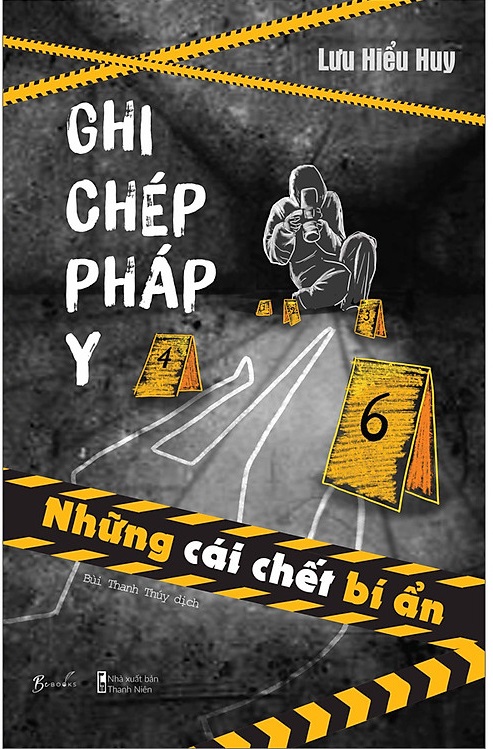 Lưu Hiểu Huy
GHI
CHÉP
PHÁP
Y
3
4
6
Những cái chết bí ẩn
Bùi Thanh Thúy dịch
BeBOOKS
Nhà xuất bản
Thanh Niên